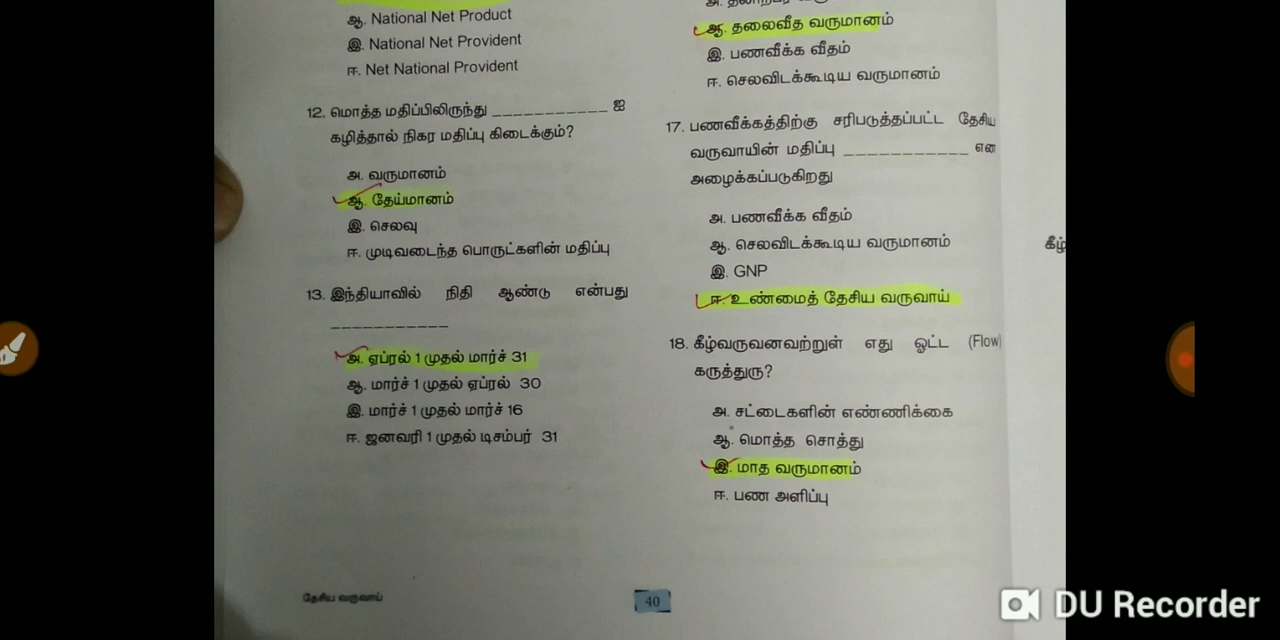 ஆ. National Net Product
இ. National Net Provident
ஈ. Net National Provident
12. மொத்த மதிப்பிலிருந்து ___________ ஐ
கழித்தால் நிகர மதிப்பு கிடைக்கும்?
அ. வருமானம்
ஆ. தேய்மானம்
இ. செலவு
ஈ. முடிவடைந்த பொருட்களின் மதிப்பு
13. இந்தியாவில் நிதி ஆண்டு என்பது
___________
அ. ஏப்ரல் 1 முதல் மார்ச் 31
ஆ. மார்ச் 1 முதல் ஏப்ரல் 30
இ. மார்ச் 1 முதல் மார்ச் 16
ஈ. ஜனவரி 1 முதல் டிசம்பர் 31
ஆ. தலைவீத வருமானம்
இ. பணவீக்க வீதம்
ஈ. செலவிடக்கூடிய வருமானம்
17. பணவீக்கத்திற்கு சரிபடுத்தப்பட்ட தேசிய
வருவாயின் மதிப்பு ___________ என
அழைக்கப்படுகிறது
அ. பணவீக்க வீதம்
ஆ. செலவிடக்கூடிய வருமானம்
இ. GNP
ஈ. உண்மைத் தேசிய வருவாய்
18. கீழ்வருவனவற்றுள் எது ஓட்ட (Flow)
கருத்துரு?
அ. சட்டைகளின் எண்ணிக்கை
ஆ. மொத்த சொத்து
இ. மாத வருமானம்
ஈ. பண அளிப்பு
கீழ்
தேசிய வருவாய்
40
DU Recorder